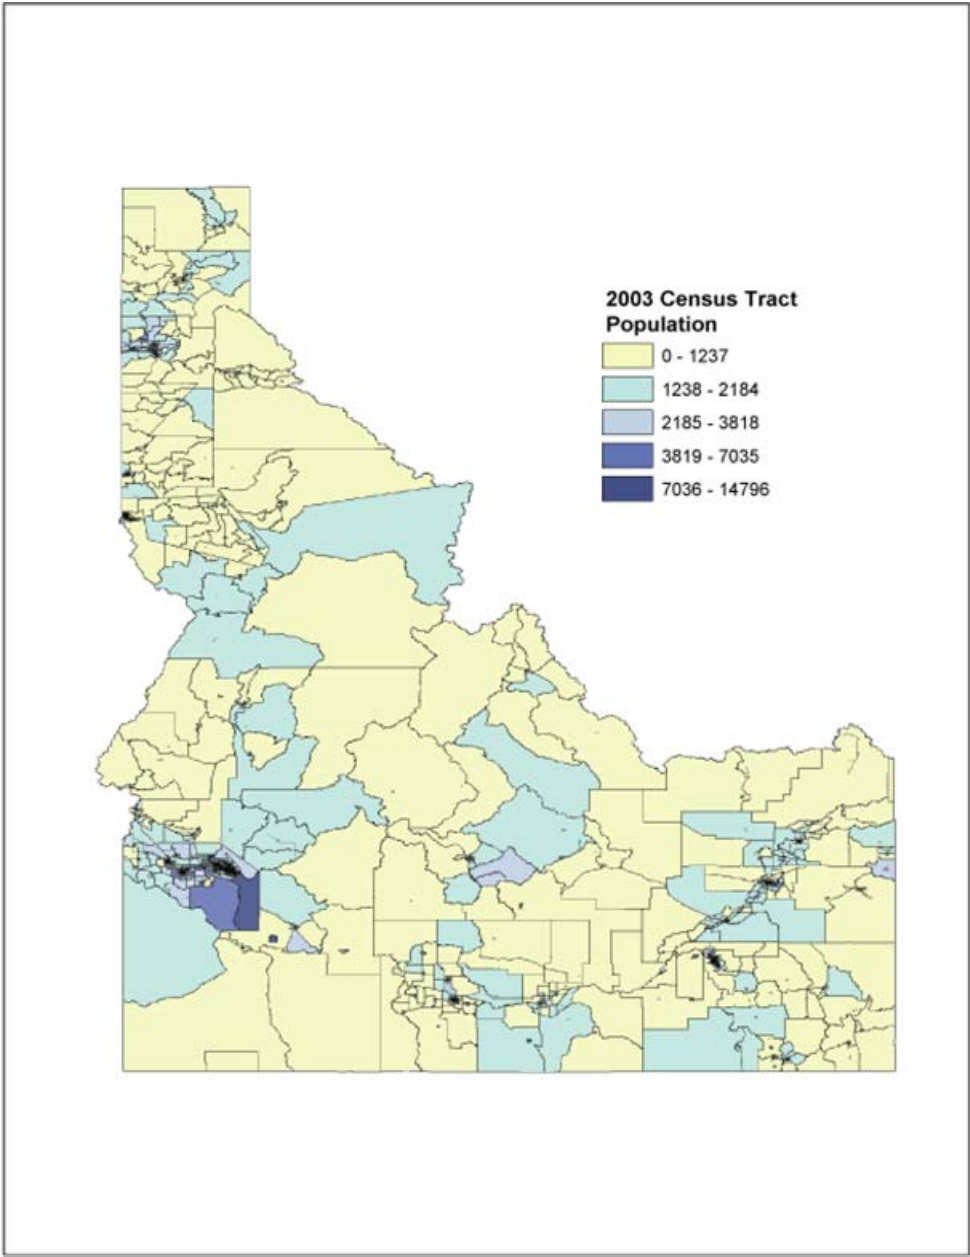 2003 Census Tract
Population
0 - 1237
1238 - 2184
2185 - 3818
3819 - 7035
7036 - 14796